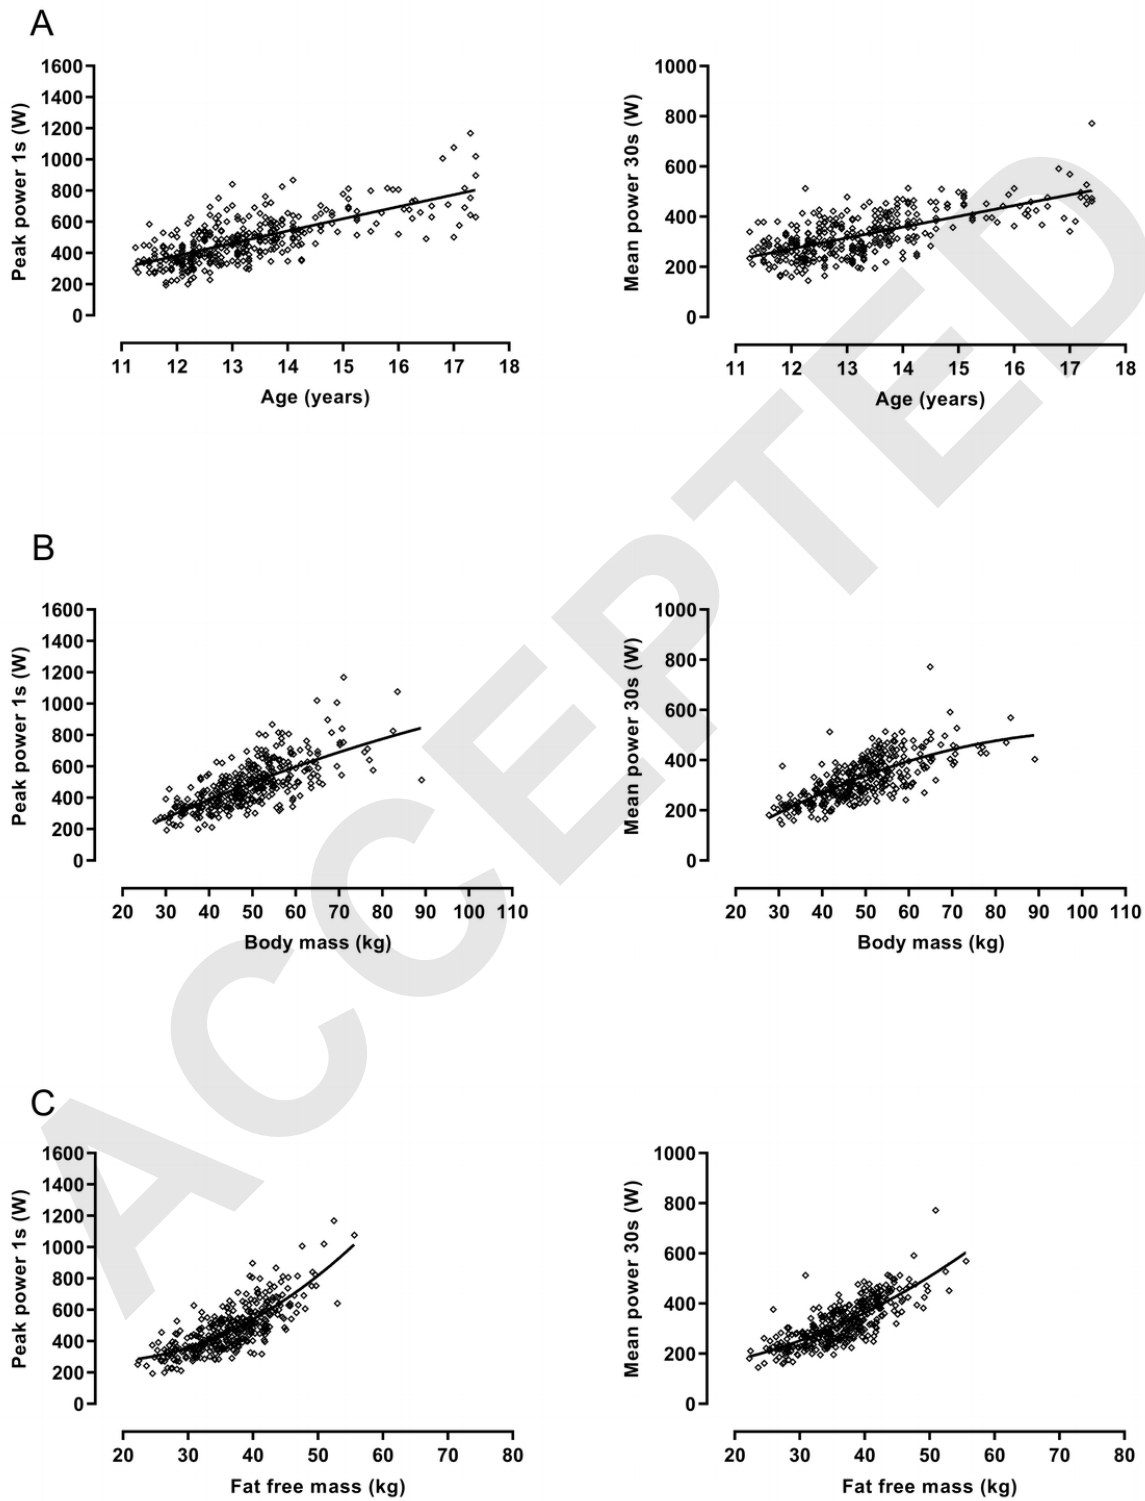 A
1600
1400
1200
1000
800
600
400
200
0
Peak power 1s (W)
11 12 13 14 15 16 17 18
Age (years)
1000
800
600
400
200
0
Mean power 30s (W)
11 12 13 14 15 16 17 18
Age (years)
B
1600
1400
1200
1000
800
600
400
200
0
Peak power 1s (W)
20 30 40 50 60 70 80 90 100 110
Body mass (kg)
1000
800
600
400
200
0
Mean power 30s (W)
20 30 40 50 60 70 80 90 100 110
Body mass (kg)
C
1600
1400
1200
1000
800
600
400
200
0
Peak power 1s (W)
20 30 40 50 60 70 80
Fat free mass (kg)
1000
800
600
400
200
0
Mean power 30s (W)
20 30 40 50 60 70 80
Fat free mass (kg)
ACCEPTED